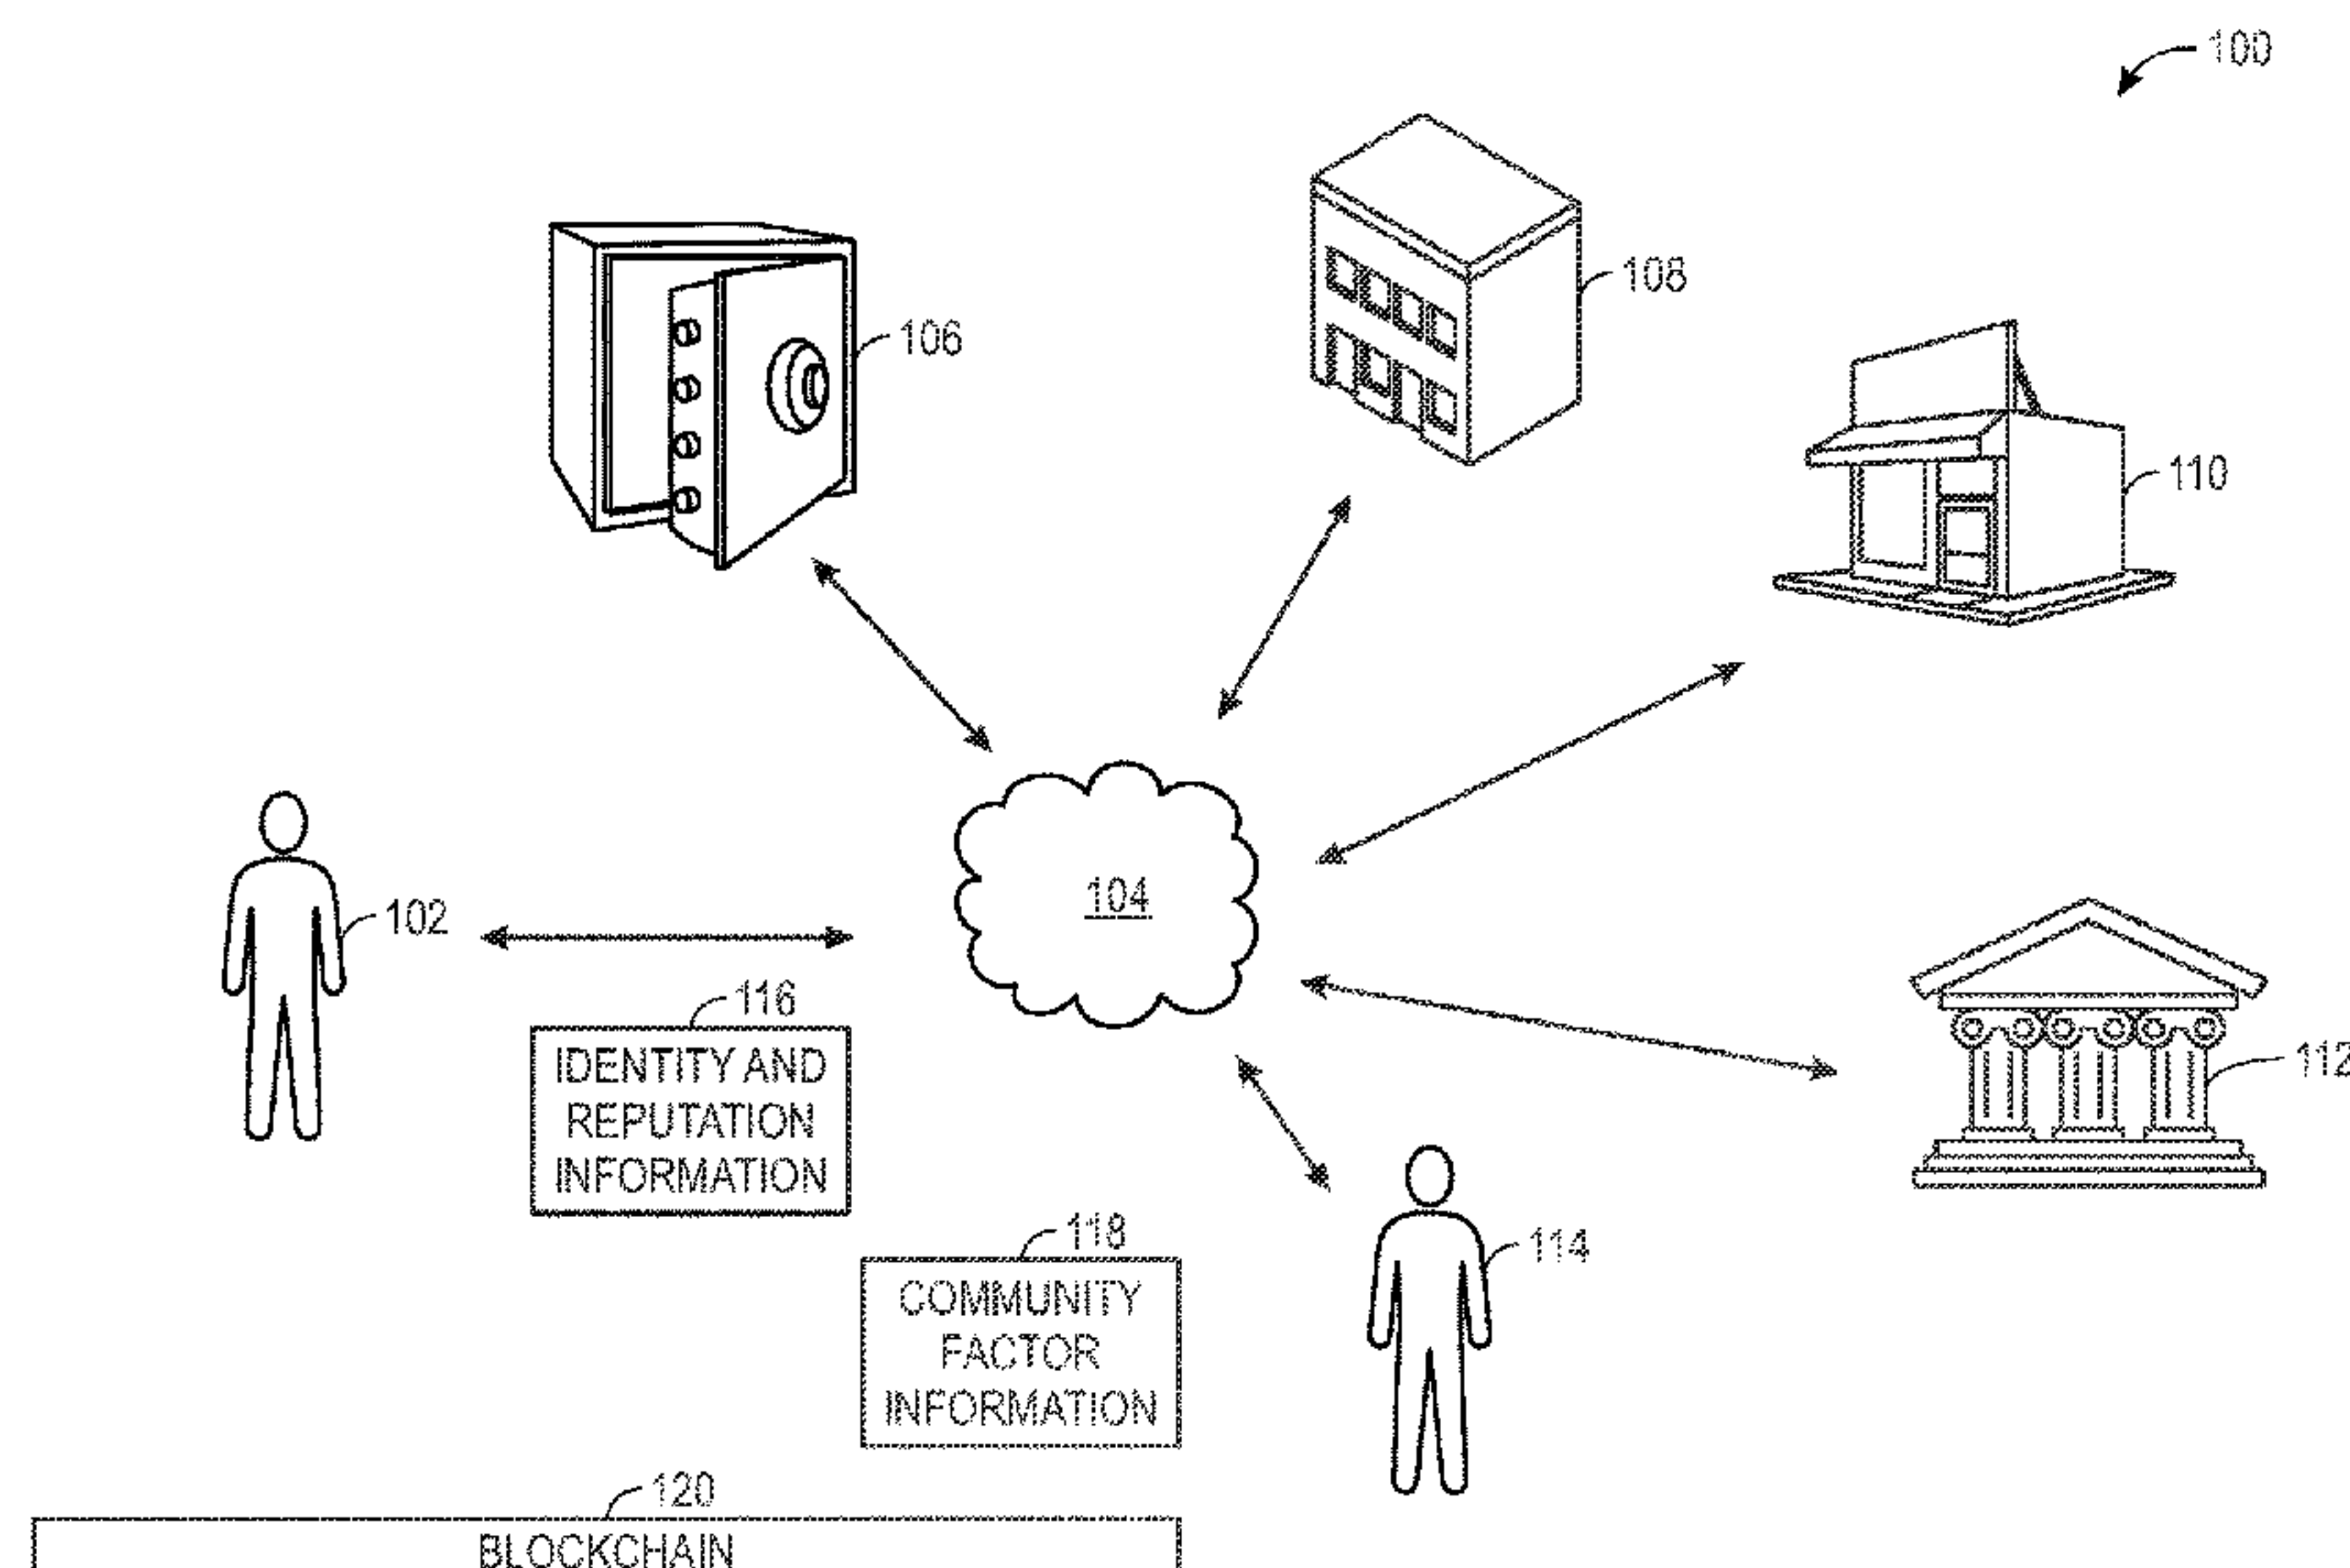 100
108
106
110
104
102
116
IDENTITY AND
REPUTATION
INFORMATION
112
118
COMMUNITY
FACTOR
INFORMATION
114
120
BLOCKCHAIN